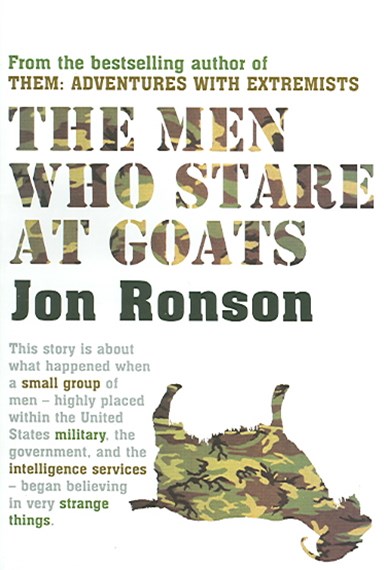 From the bestselling author of
THEM: ADVENTURES WITH EXTREMISTS
THE MEN
WHO STARE
AT GOATS
Jon Ronson
This story is about
what happened when
a small group of
men – highly placed
within the United
States military, the
government, and the
intelligence services
– began believing
in very strange
things.